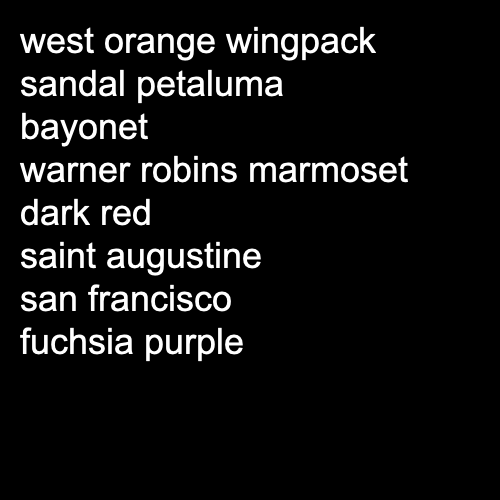 west orange wingpack
sandal petaluma
bayonet
warner robins marmoset
dark red
saint augustine
san francisco
fuchsia purple